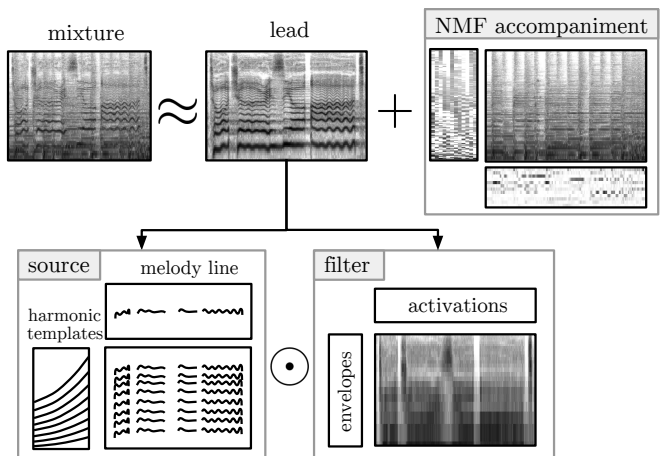 mixture
≈
lead
+
NMF accompaniment
source
melody line
harmonic
templates
filter
activations
envelopes